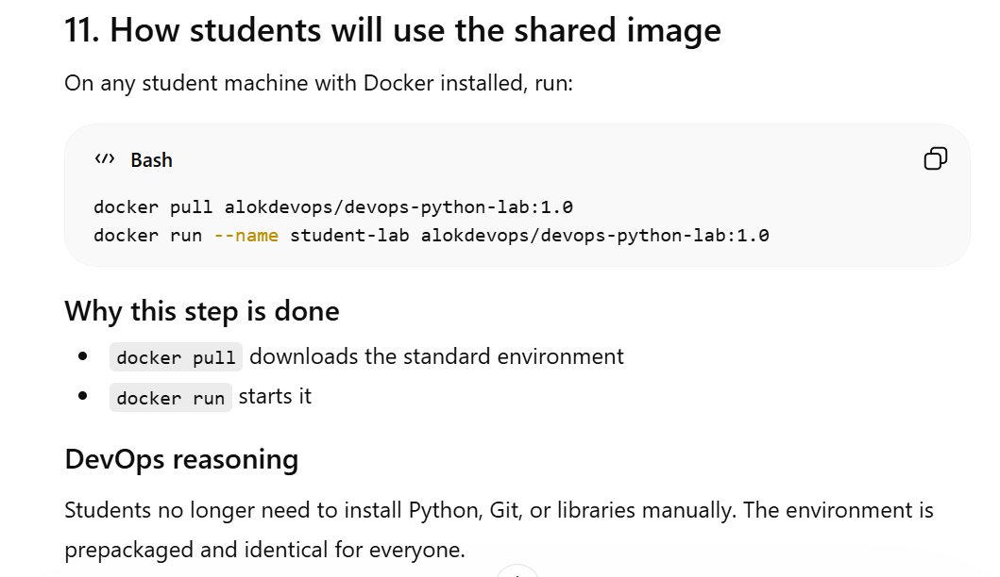 11. How students will use the shared image
On any student machine with Docker installed, run:
Bash
docker pull alokdevops/devops-python-lab:1.0
docker run --name student-lab alokdevops/devops-python-lab:1.0
Why this step is done
docker pull downloads the standard environment
docker run starts it
DevOps reasoning
Students no longer need to install Python, Git, or libraries manually. The environment is
prepackaged and identical for everyone.